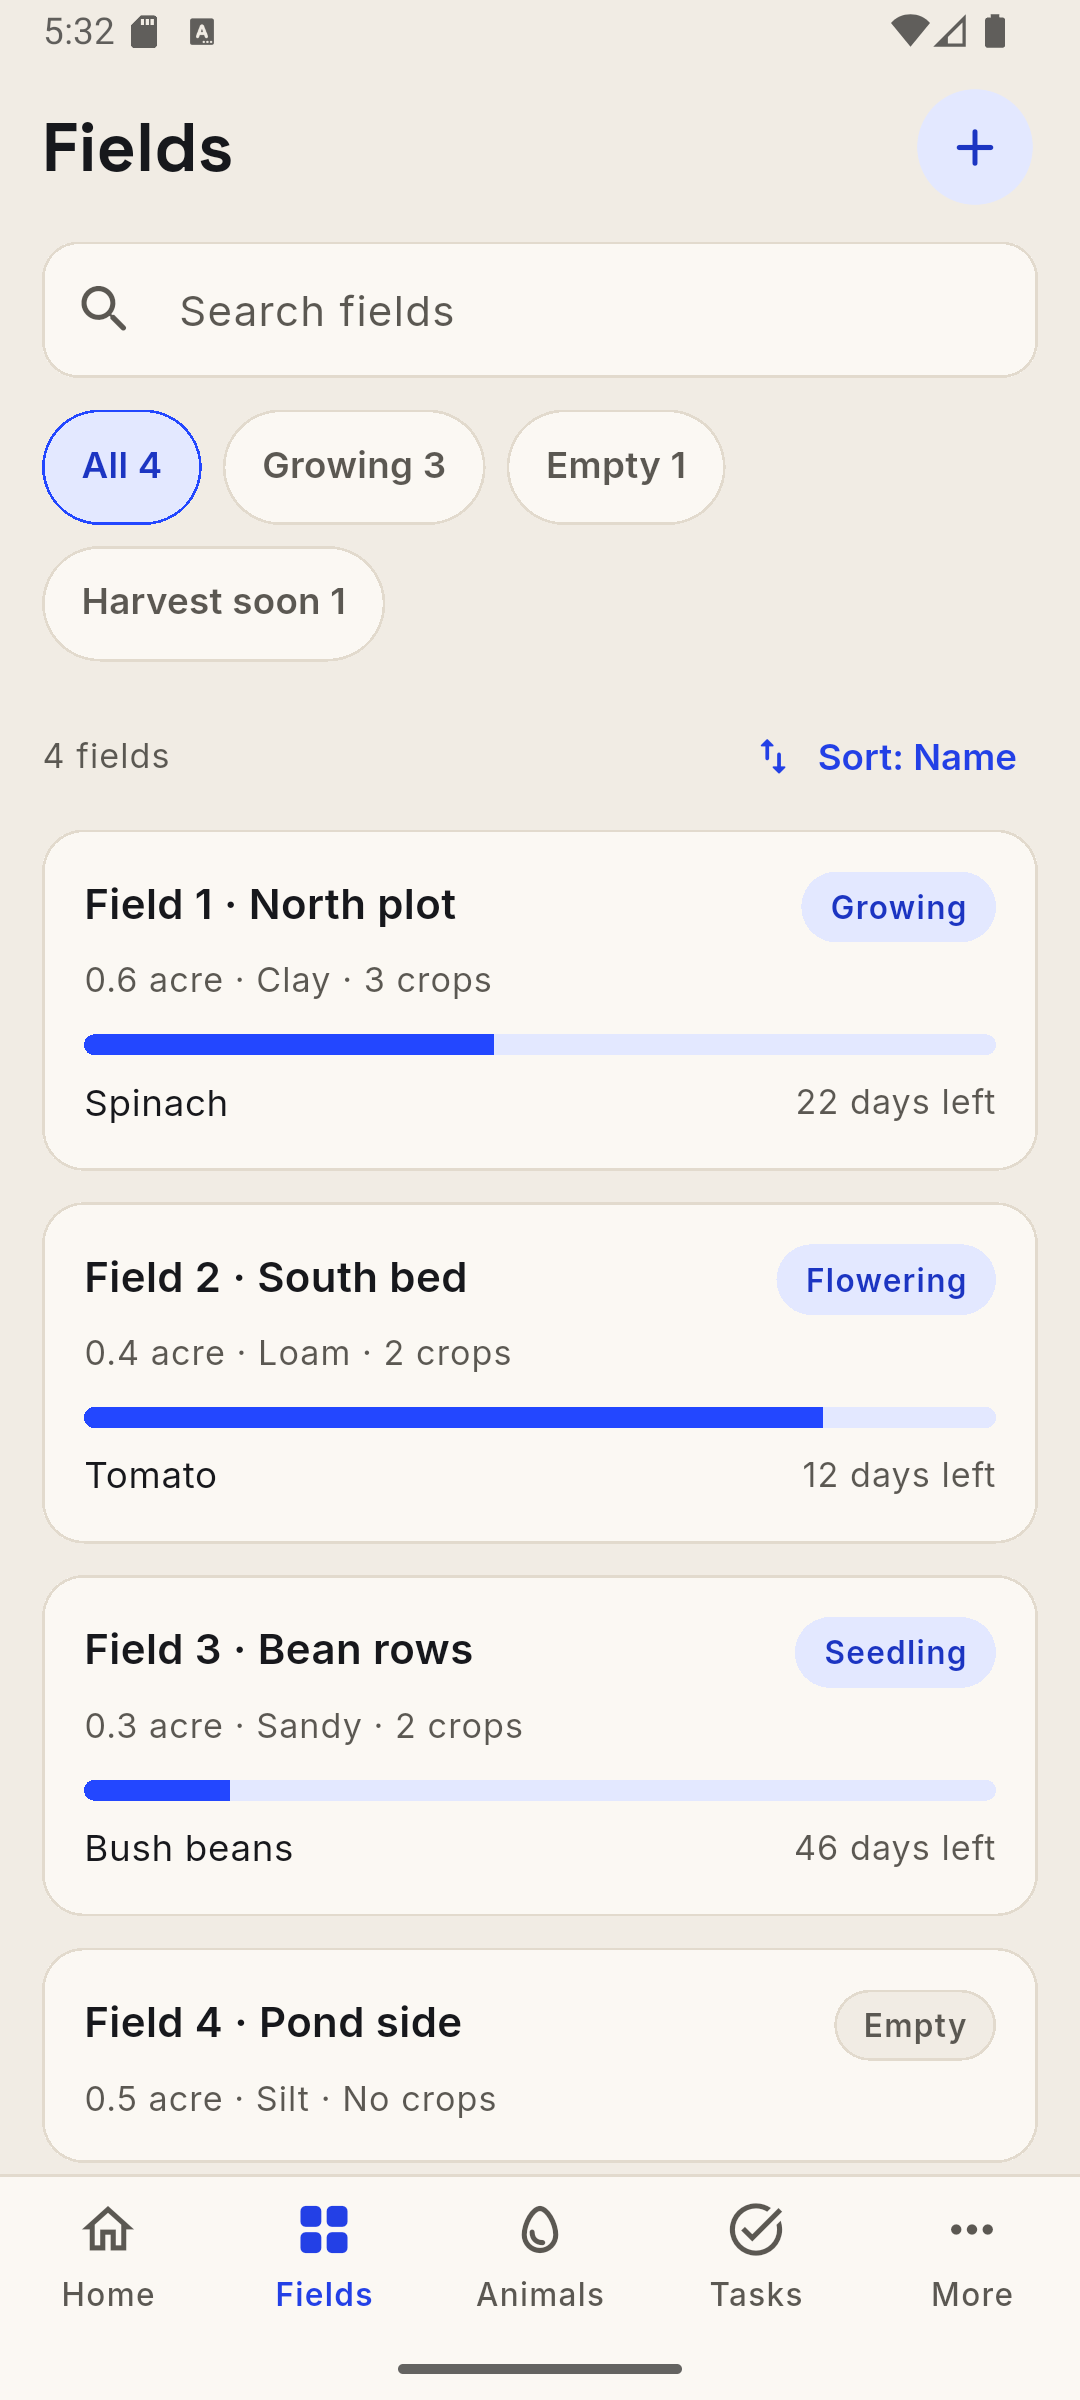 5:32
Fields
Search fields
All 4
Growing 3
Empty 1
Harvest soon 1
4 fields
Sort: Name
Field 1 · North plot
Growing
0.6 acre · Clay · 3 crops
Spinach
22 days left
Field 2 · South bed
Flowering
0.4 acre · Loam · 2 crops
Tomato
12 days left
Field 3 · Bean rows
Seedling
0.3 acre · Sandy · 2 crops
Bush beans
46 days left
Field 4 · Pond side
Empty
0.5 acre · Silt · No crops
Home
Fields
Animals
Tasks
More